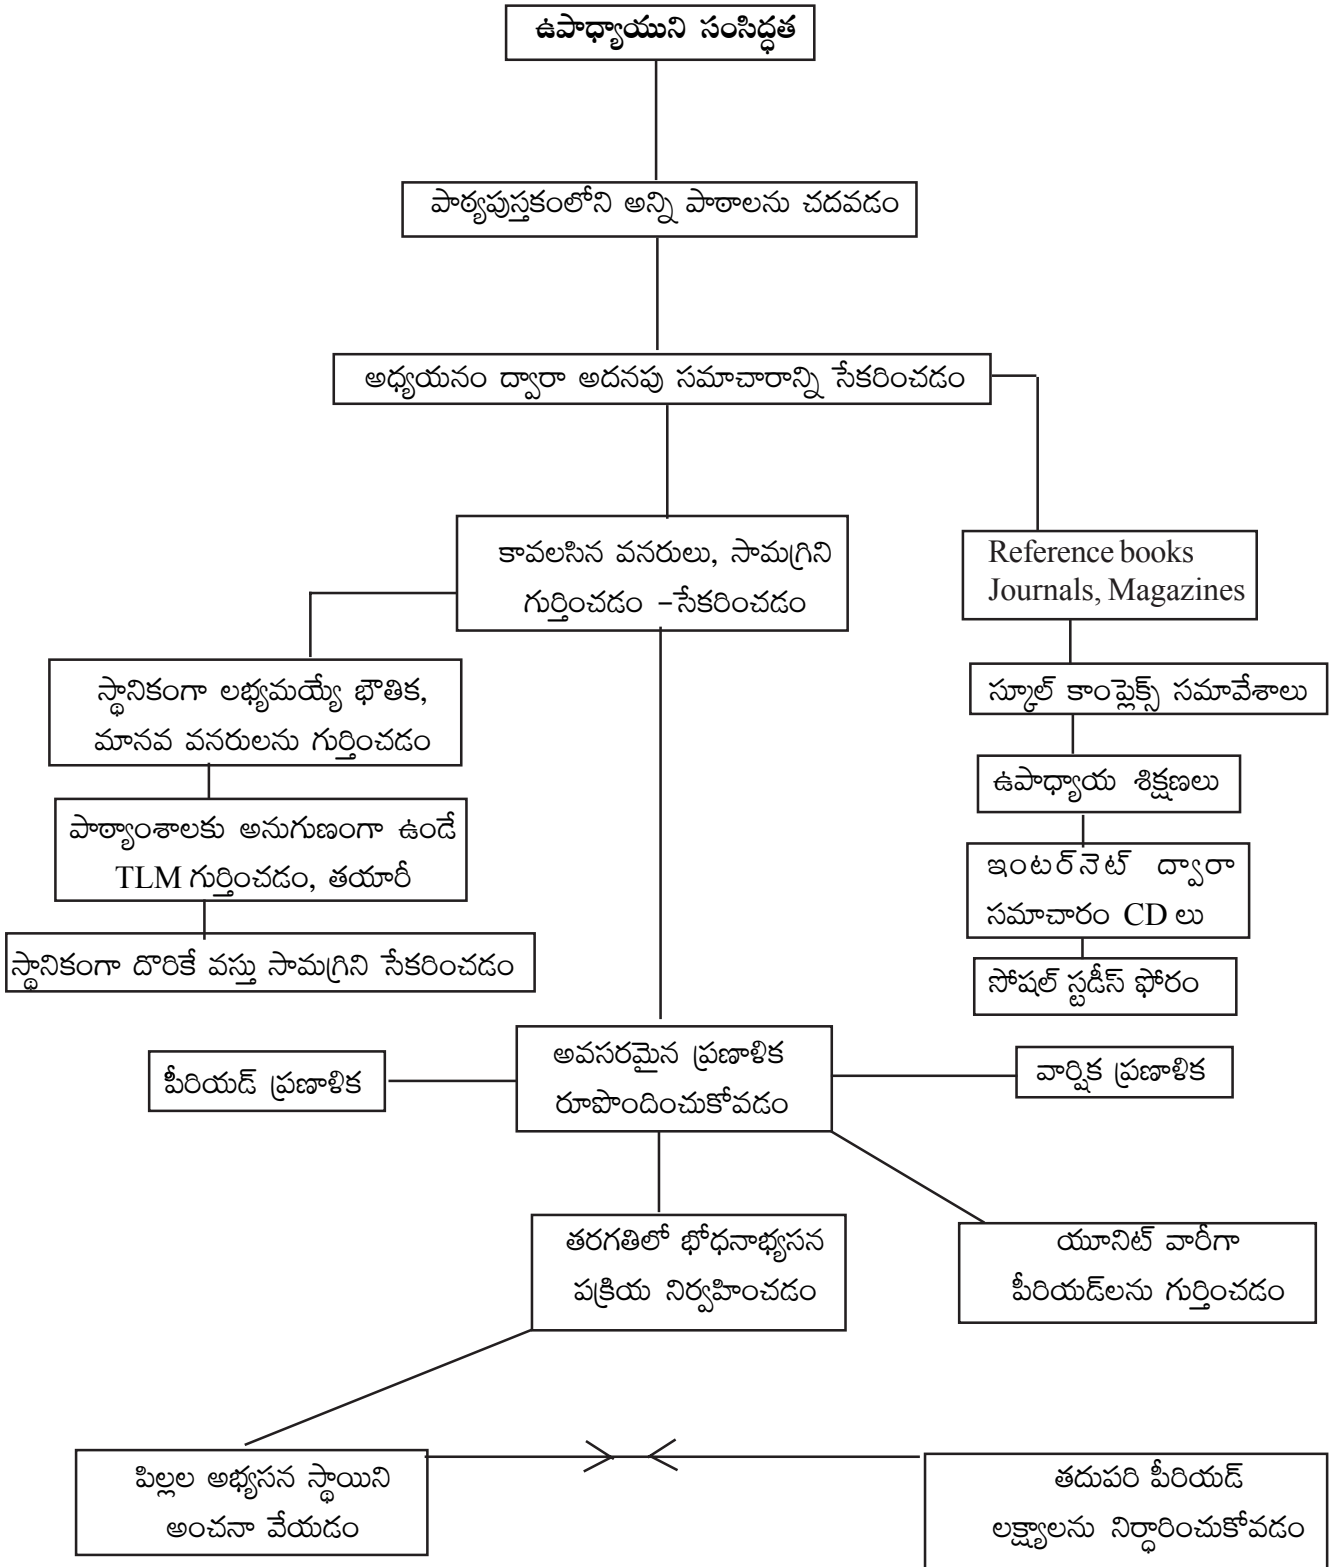 ఉపాధ్యాయుని సంసిద్ధత
పాఠ్యపుస్తకంలోని అన్ని పాఠాలను చదవడం
అధ్యయనం ద్వారా అదనపు సమాచారాన్ని సేకరించడం
కావలసిన వనరులు, సామగ్రిని
గుర్తించడం –సేకరించడం
Reference books
Journals, Magazines
స్థానికంగా లభ్యమయ్యే భౌతిక,
మానవ వనరులను గుర్తించడం
స్కూల్ కాంప్లెక్స్ సమావేశాలు
పాఠ్యాంశాలకు అనుగుణంగా ఉండే
TLM గుర్తించడం, తయారీ
ఉపాధ్యాయ శిక్షణలు
ఇంటర్‌నెట్ ద్వారా
సమాచారం CD లు
స్థానికంగా దొరికే వస్తు సామగ్రిని సేకరించడం
సోషల్ స్టడీస్ ఫోరం
పీరియడ్ ప్రణాళిక
అవసరమైన ప్రణాళిక
రూపొందించుకోవడం
వార్షిక ప్రణాళిక
తరగతిలో భోధనాభ్యసన
పక్రియ నిర్వహించడం
యూనిట్ వారీగా
పీరియడ్‌లను గుర్తించడం
పిల్లల అభ్యసన స్థాయిని
అంచనా వేయడం
తదుపరి పీరియడ్
లక్ష్యాలను నిర్ధారించుకోవడం